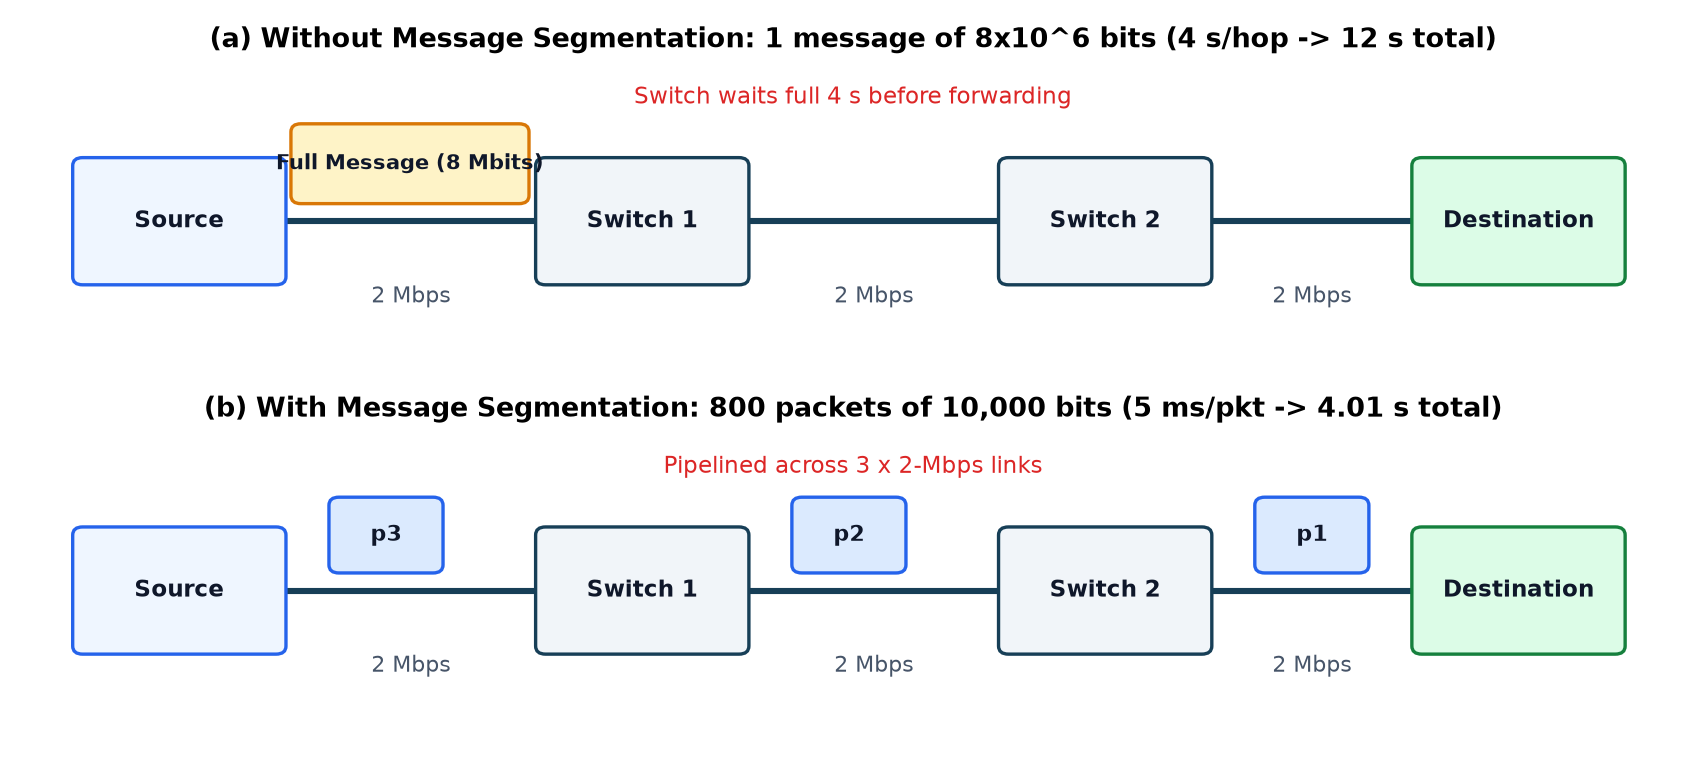 (a) Without Message Segmentation: 1 message of 8x10^6 bits (4 s/hop -> 12 s total)
Switch waits full 4 s before forwarding
Full Message (8 Mbits)
Source
Switch 1
Switch 2
Destination
2 Mbps
2 Mbps
2 Mbps
(b) With Message Segmentation: 800 packets of 10,000 bits (5 ms/pkt -> 4.01 s total)
Pipelined across 3 x 2-Mbps links
p3
p2
p1
Source
Switch 1
Switch 2
Destination
2 Mbps
2 Mbps
2 Mbps